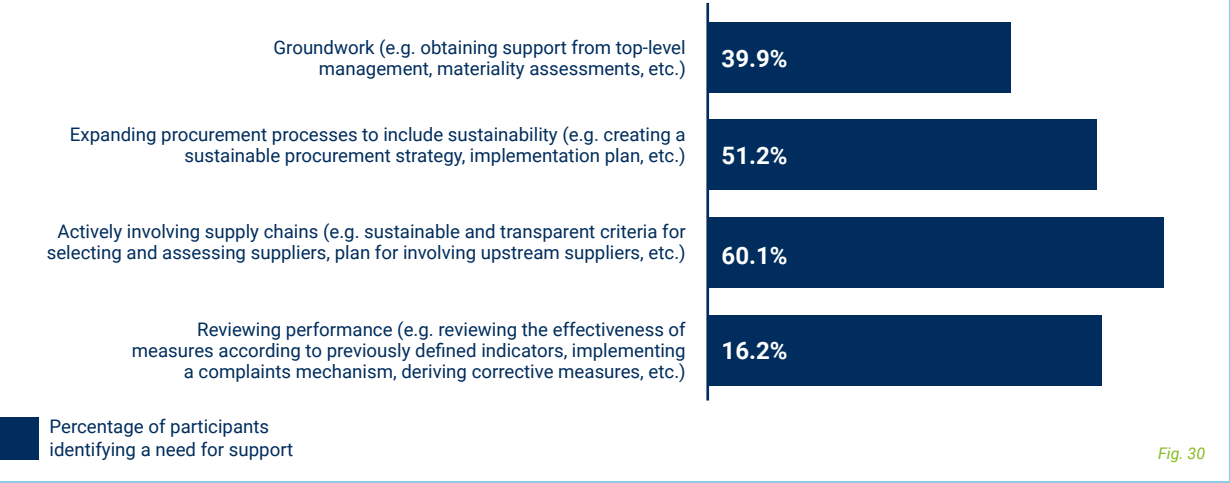 Groundwork (e.g. obtaining support from top-level
management, materiality assessments, etc.)
39.9%
Expanding procurement processes to include sustainability (e.g. creating a
sustainable procurement strategy, implementation plan, etc.)
51.2%
Actively involving supply chains (e.g. sustainable and transparent criteria for
selecting and assessing suppliers, plan for involving upstream suppliers, etc.)
60.1%
Reviewing performance (e.g. reviewing the effectiveness of
measures according to previously defined indicators, implementing
a complaints mechanism, deriving corrective measures, etc.)
16.2%
Percentage of participants
identifying a need for support
Fig. 30